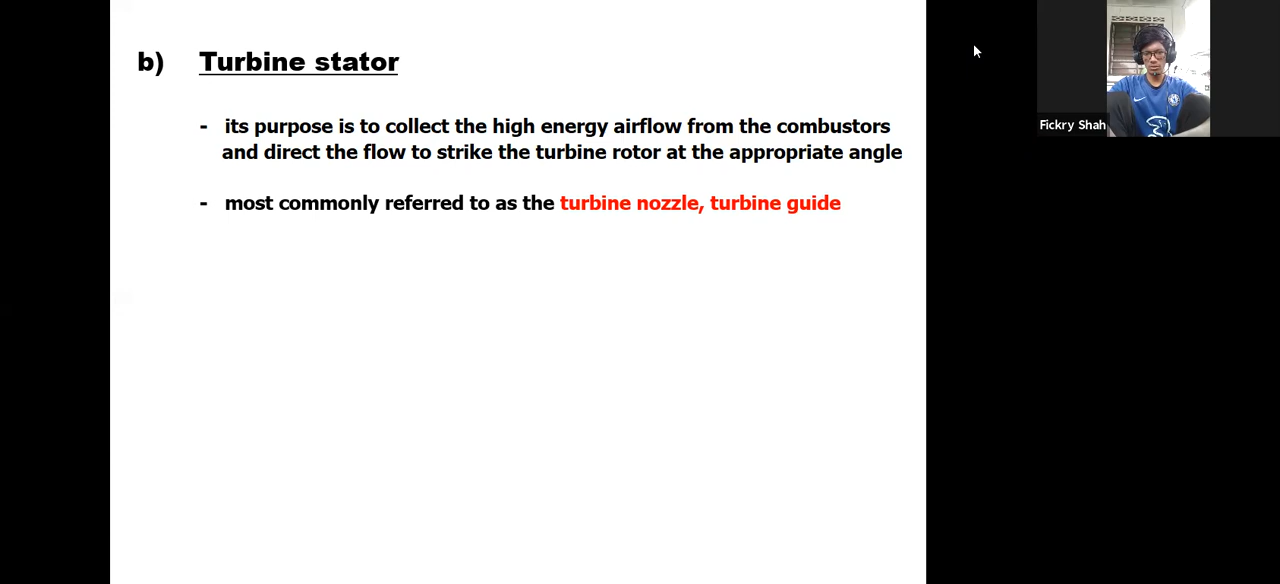 b) Turbine stator
- its purpose is to collect the high energy airflow from the combustors
and direct the flow to strike the turbine rotor at the appropriate angle
- most commonly referred to as the turbine nozzle, turbine guide
Fickry Shah